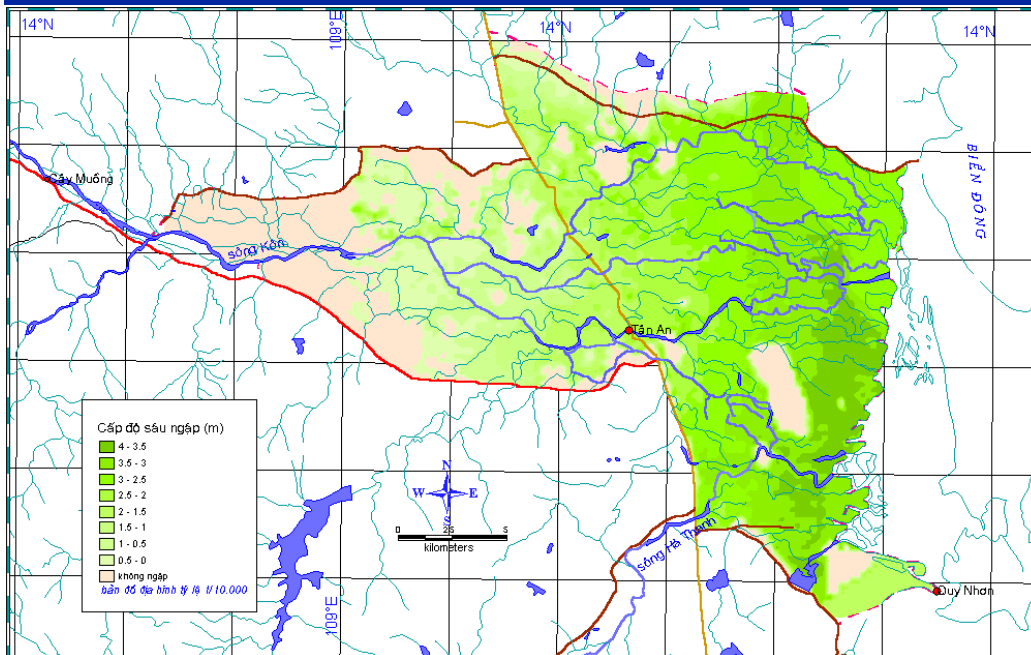 14°N
14°N
14°N
109°E
BIỂN ĐÔNG
Cây Muồng
sông Kôn
Tân An
Cấp độ sâu ngập (m)
4 - 3.5
3.5 - 3
3 - 2.5
2.5 - 2
2 - 1.5
1.5 - 1
1 - 0.5
0.5 - 0
không ngập
bản đồ địa hình tỷ lệ 1/10.000
N
W
E
S
0
2.5
5
kilometers
sông Hà Thanh
Quy Nhơn
109°E